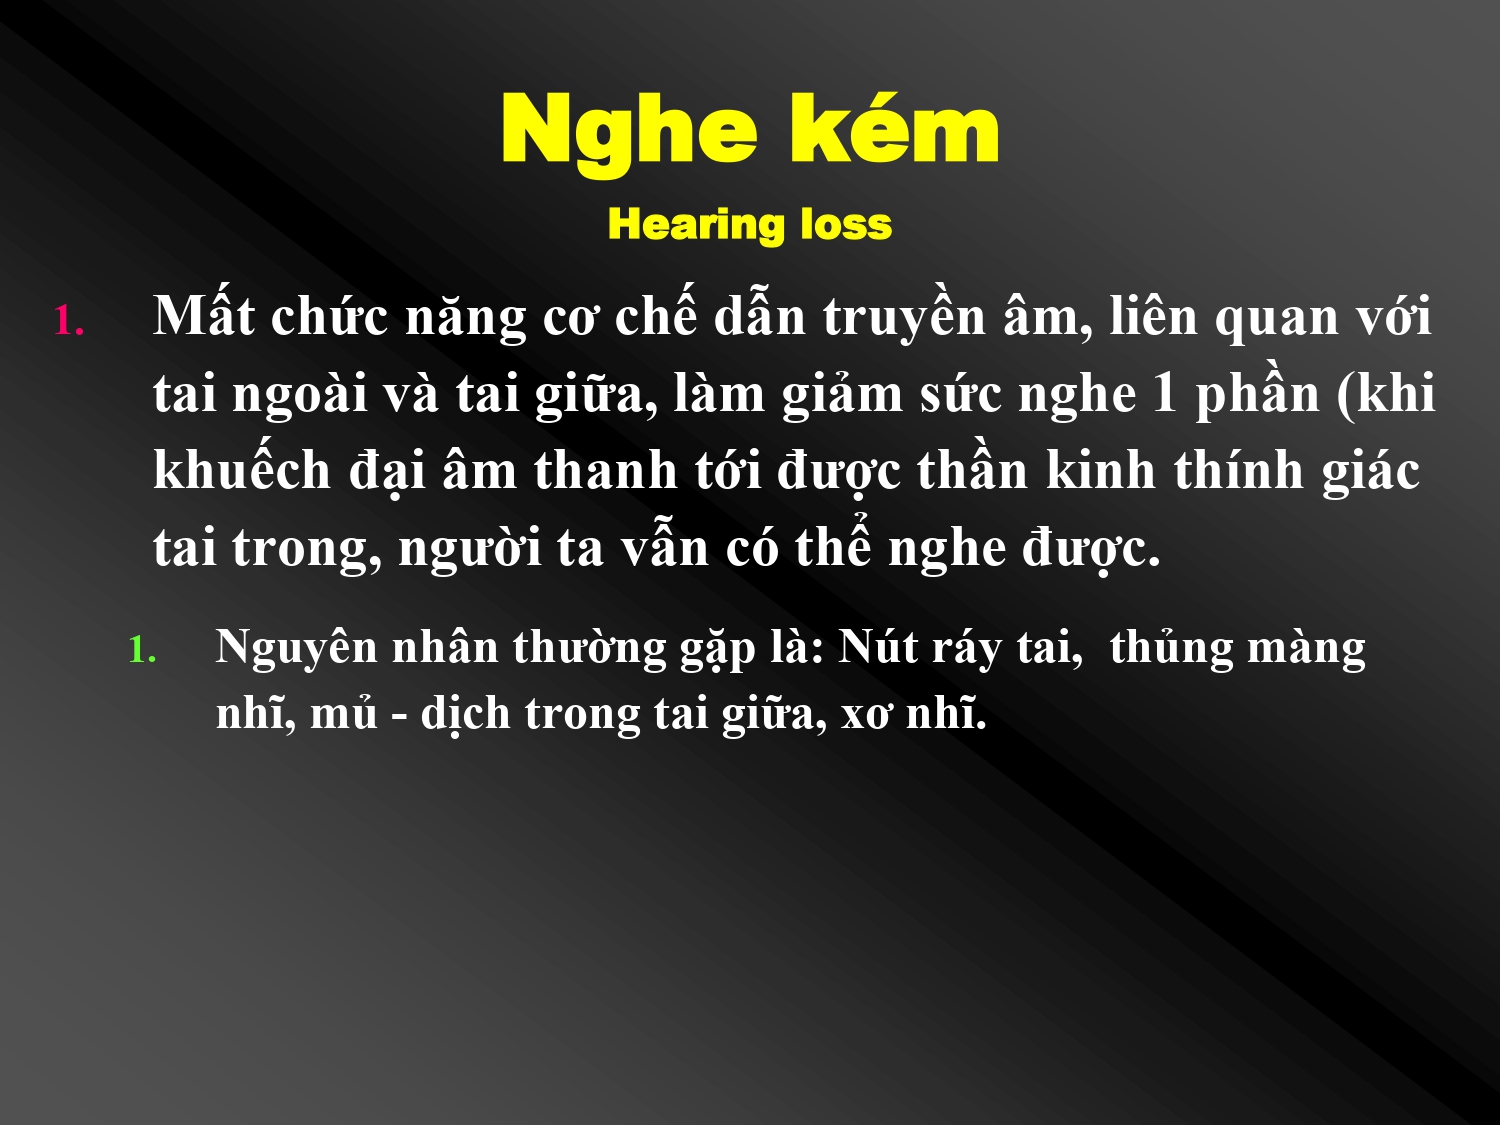 Nghe kém
Hearing loss
1. Mất chức năng cơ chế dẫn truyền âm, liên quan với
tai ngoài và tai giữa, làm giảm sức nghe 1 phần (khi
khuếch đại âm thanh tới được thần kinh thính giác
tai trong, người ta vẫn có thể nghe được.
1. Nguyên nhân thường gặp là: Nút ráy tai, thủng màng
nhĩ, mủ - dịch trong tai giữa, xơ nhĩ.